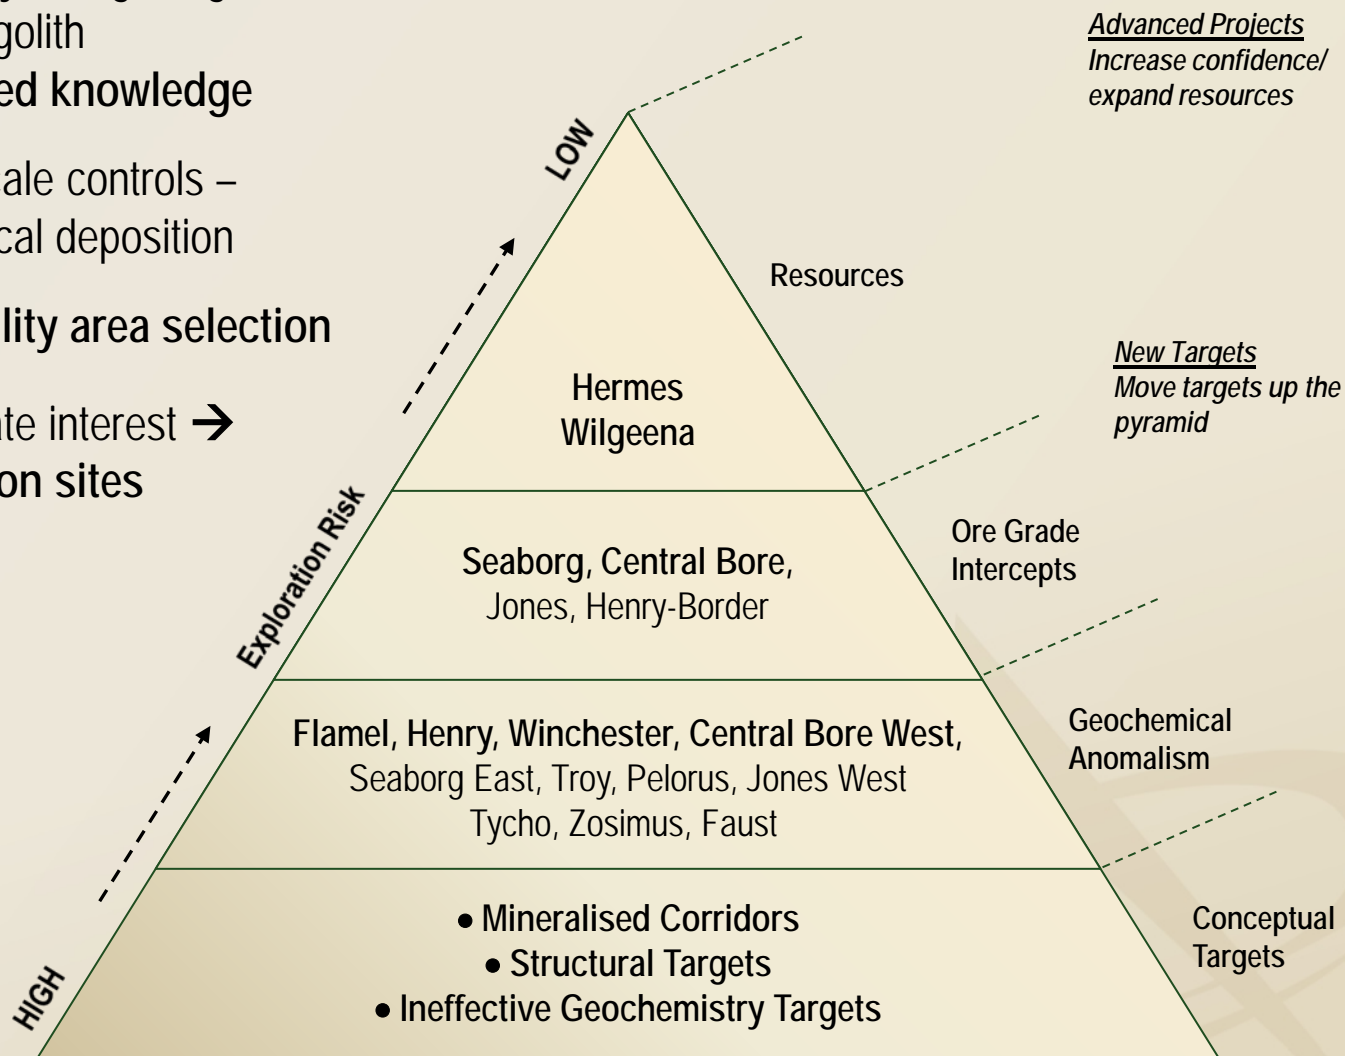 golith
ed knowledge
ale controls –
cal deposition
lity area selection
te interest →
on sites
Advanced Projects
Increase confidence/
expand resources
LOW
Resources
Hermes
Wilgeena
New Targets
Move targets up the
pyramid
Exploration Risk
Ore Grade
Intercepts
Seaborg, Central Bore,
Jones, Henry-Border
Geochemical
Anomalism
Flamel, Henry, Winchester, Central Bore West,
Seaborg East, Troy, Pelorus, Jones West
Tycho, Zosimus, Faust
Conceptual
Targets
• Mineralised Corridors
• Structural Targets
• Ineffective Geochemistry Targets
HIGH